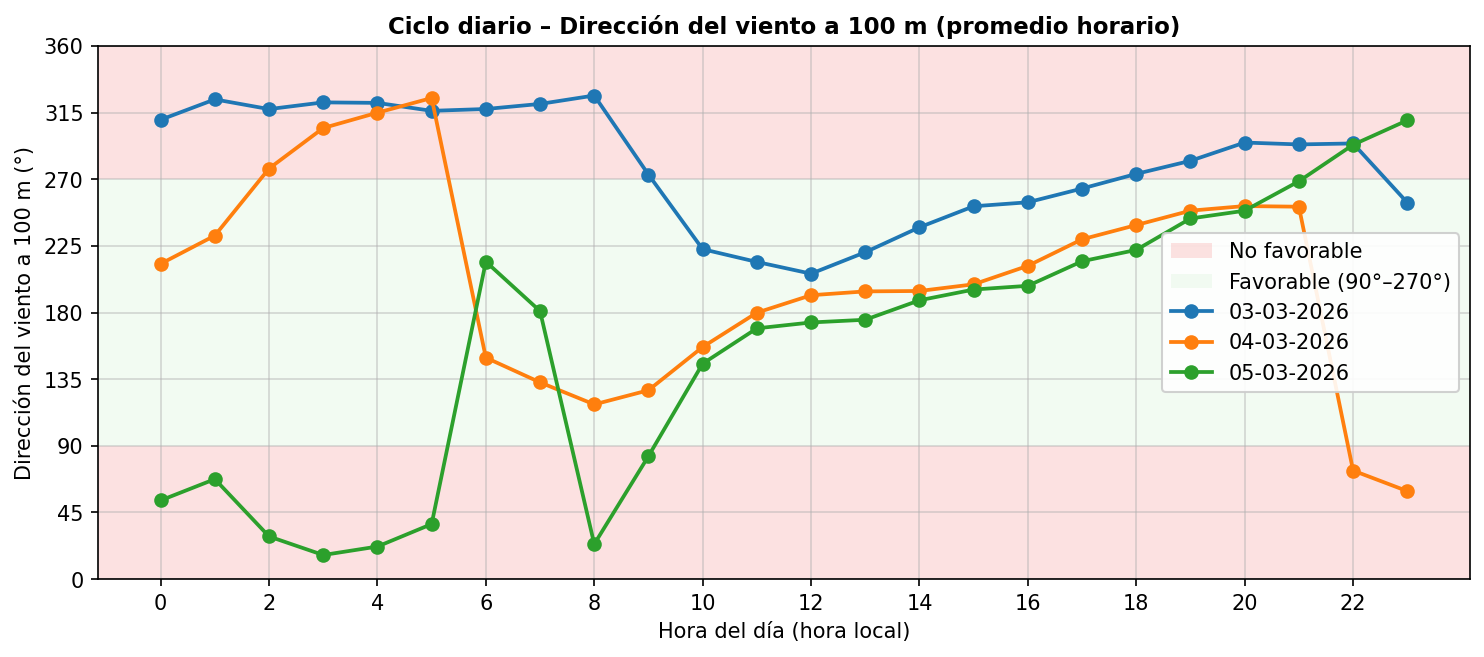 Ciclo diario – Dirección del viento a 100 m (promedio horario)
Dirección del viento a 100 m (°)
360
315
270
225
180
135
90
45
0
No favorable
Favorable (90°–270°)
03-03-2026
04-03-2026
05-03-2026
0 2 4 6 8 10 12 14 16 18 20 22
Hora del día (hora local)